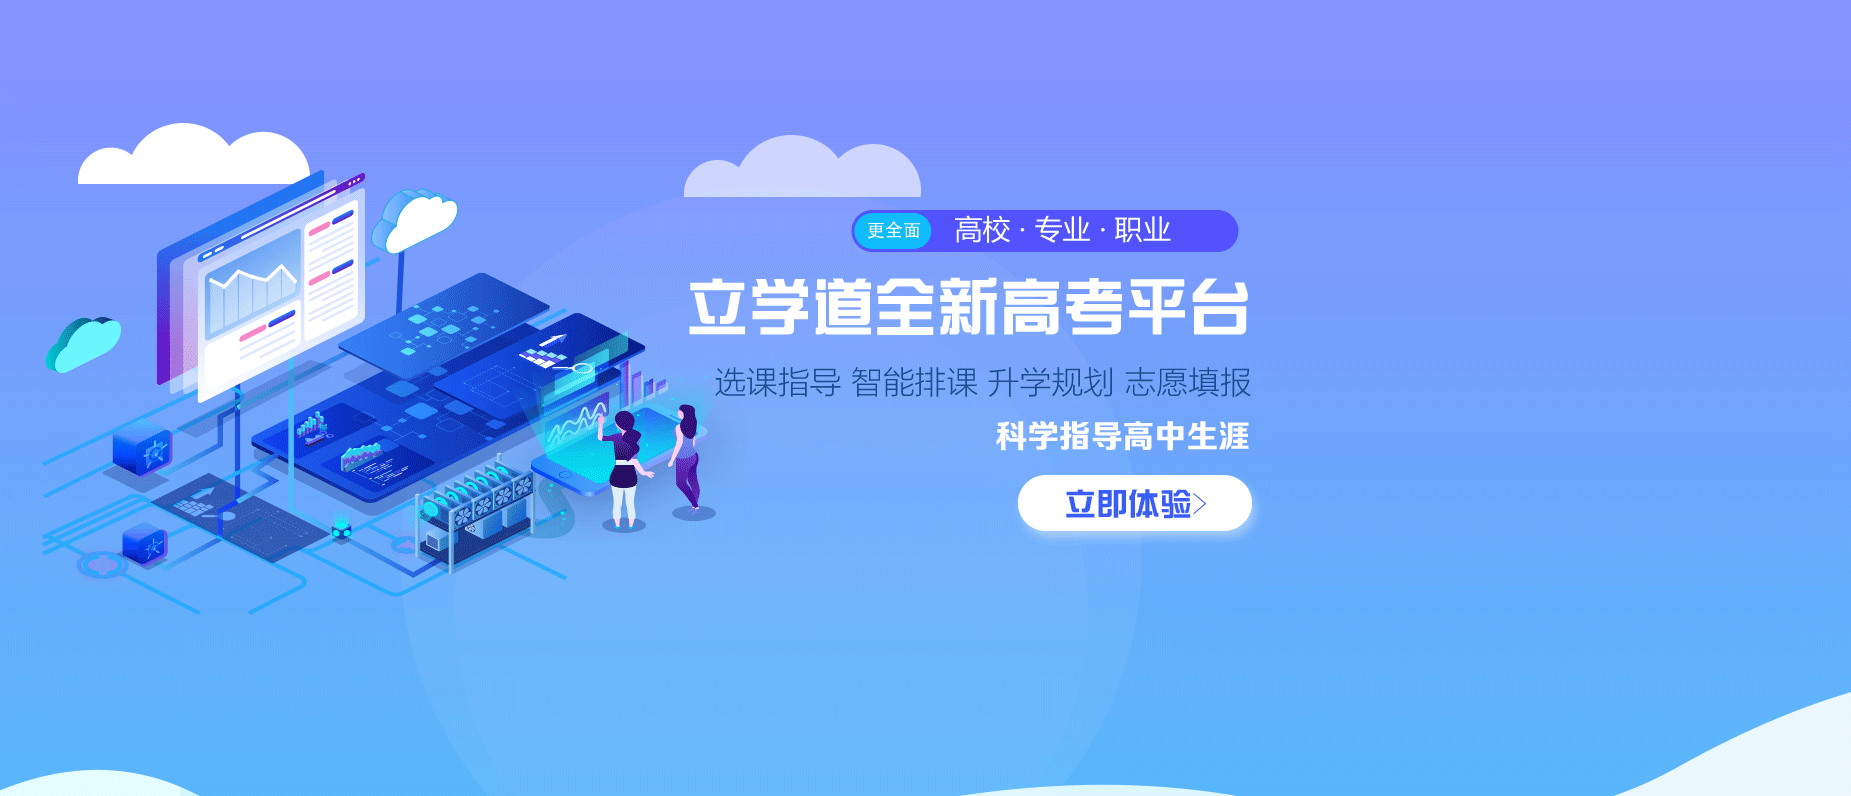 更全面 高校·专业·职业
立学道全新高考平台
选课指导 智能排课 升学规划 志愿填报
科学指导高中生涯
立即体验>